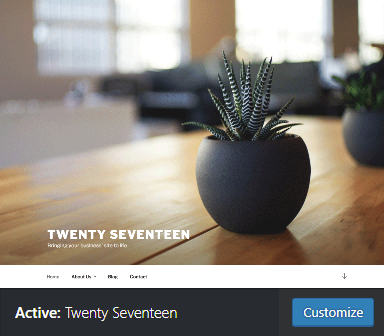 TWENTY SEVENTEEN
Bringing your business' site to life
Home About Us Blog Contact
Active: Twenty Seventeen Customize